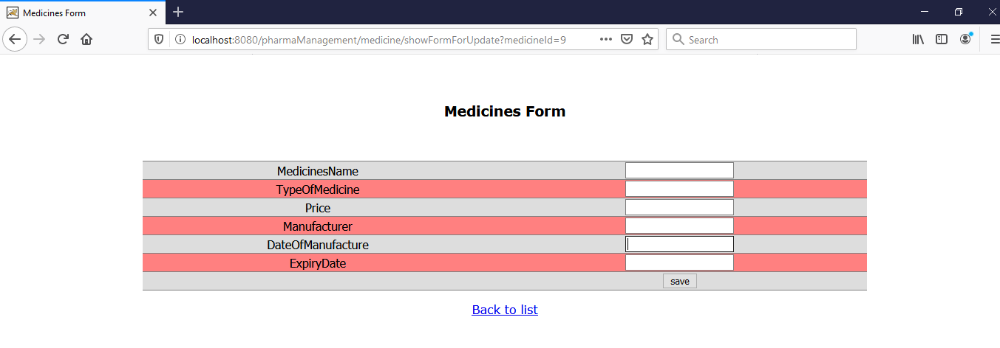 Medicines Form
localhost:8080/pharmaManagement/medicine/showFormForUpdate?medicineId=9
Search
Medicines Form
MedicinesName
TypeOfMedicine
Price
Manufacturer
DateOfManufacture
ExpiryDate
save
Back to list